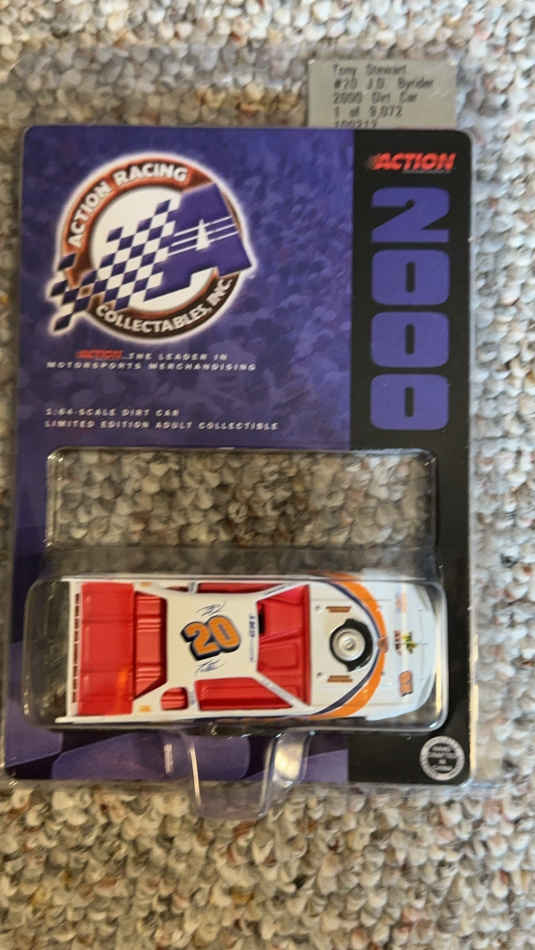 Tony Stewart
#20 J.D. Byrider
2000 Dirt Car
1 of 9,072
ACTION
2000
ACTION RACING
COLLECTABLES, INC.
ACTION...THE LEADER IN
MOTORSPORTS MERCHANDISING
1:64-SCALE DIRT CAR
LIMITED EDITION ADULT COLLECTIBLE
20